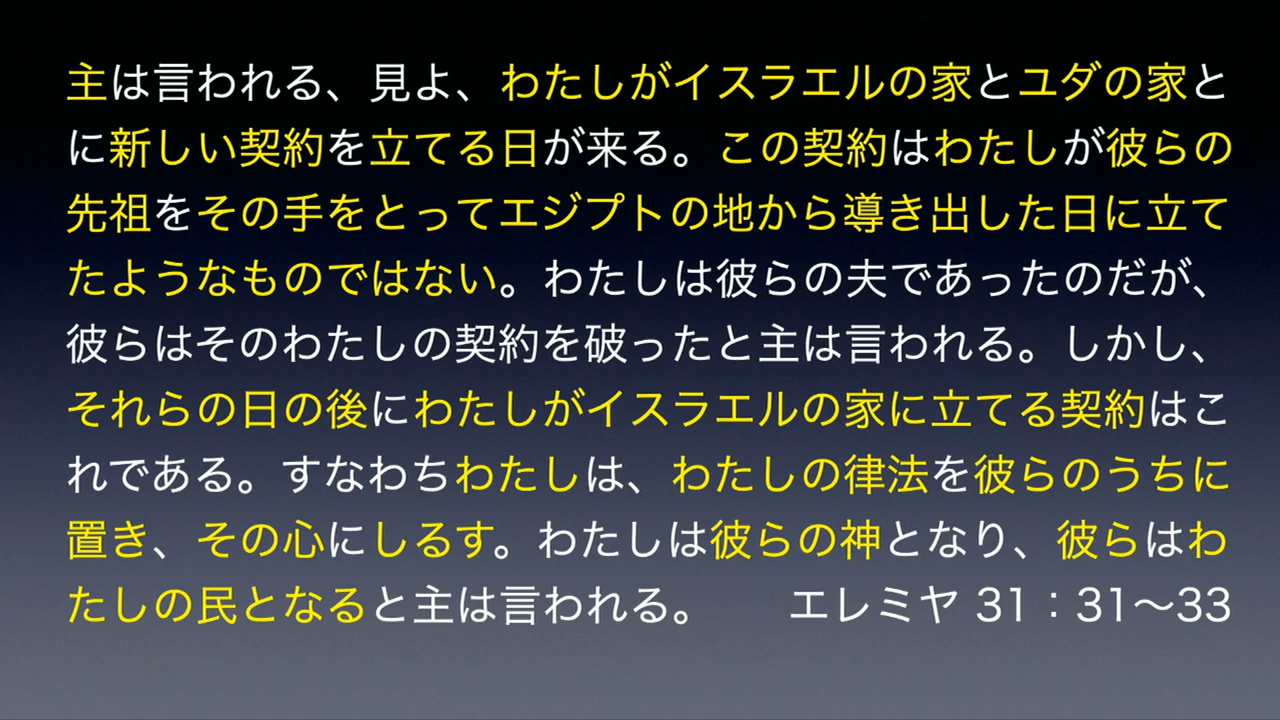 主は言われる、見よ、わたしがイスラエルの家とユダの家と
に新しい契約を立てる日が来る。この契約はわたしが彼らの
先祖をその手をとってエジプトの地から導き出した日に立て
たようなものではない。わたしは彼らの夫であったのだが、
彼らはそのわたしの契約を破ったと主は言われる。しかし、
それらの日の後にわたしがイスラエルの家に立てる契約はこ
れである。すなわちわたしは、わたしの律法を彼らのうちに
置き、その心にしるす。わたしは彼らの神となり、彼らはわ
たしの民となると主は言われる。　　エレミヤ 31：31〜33